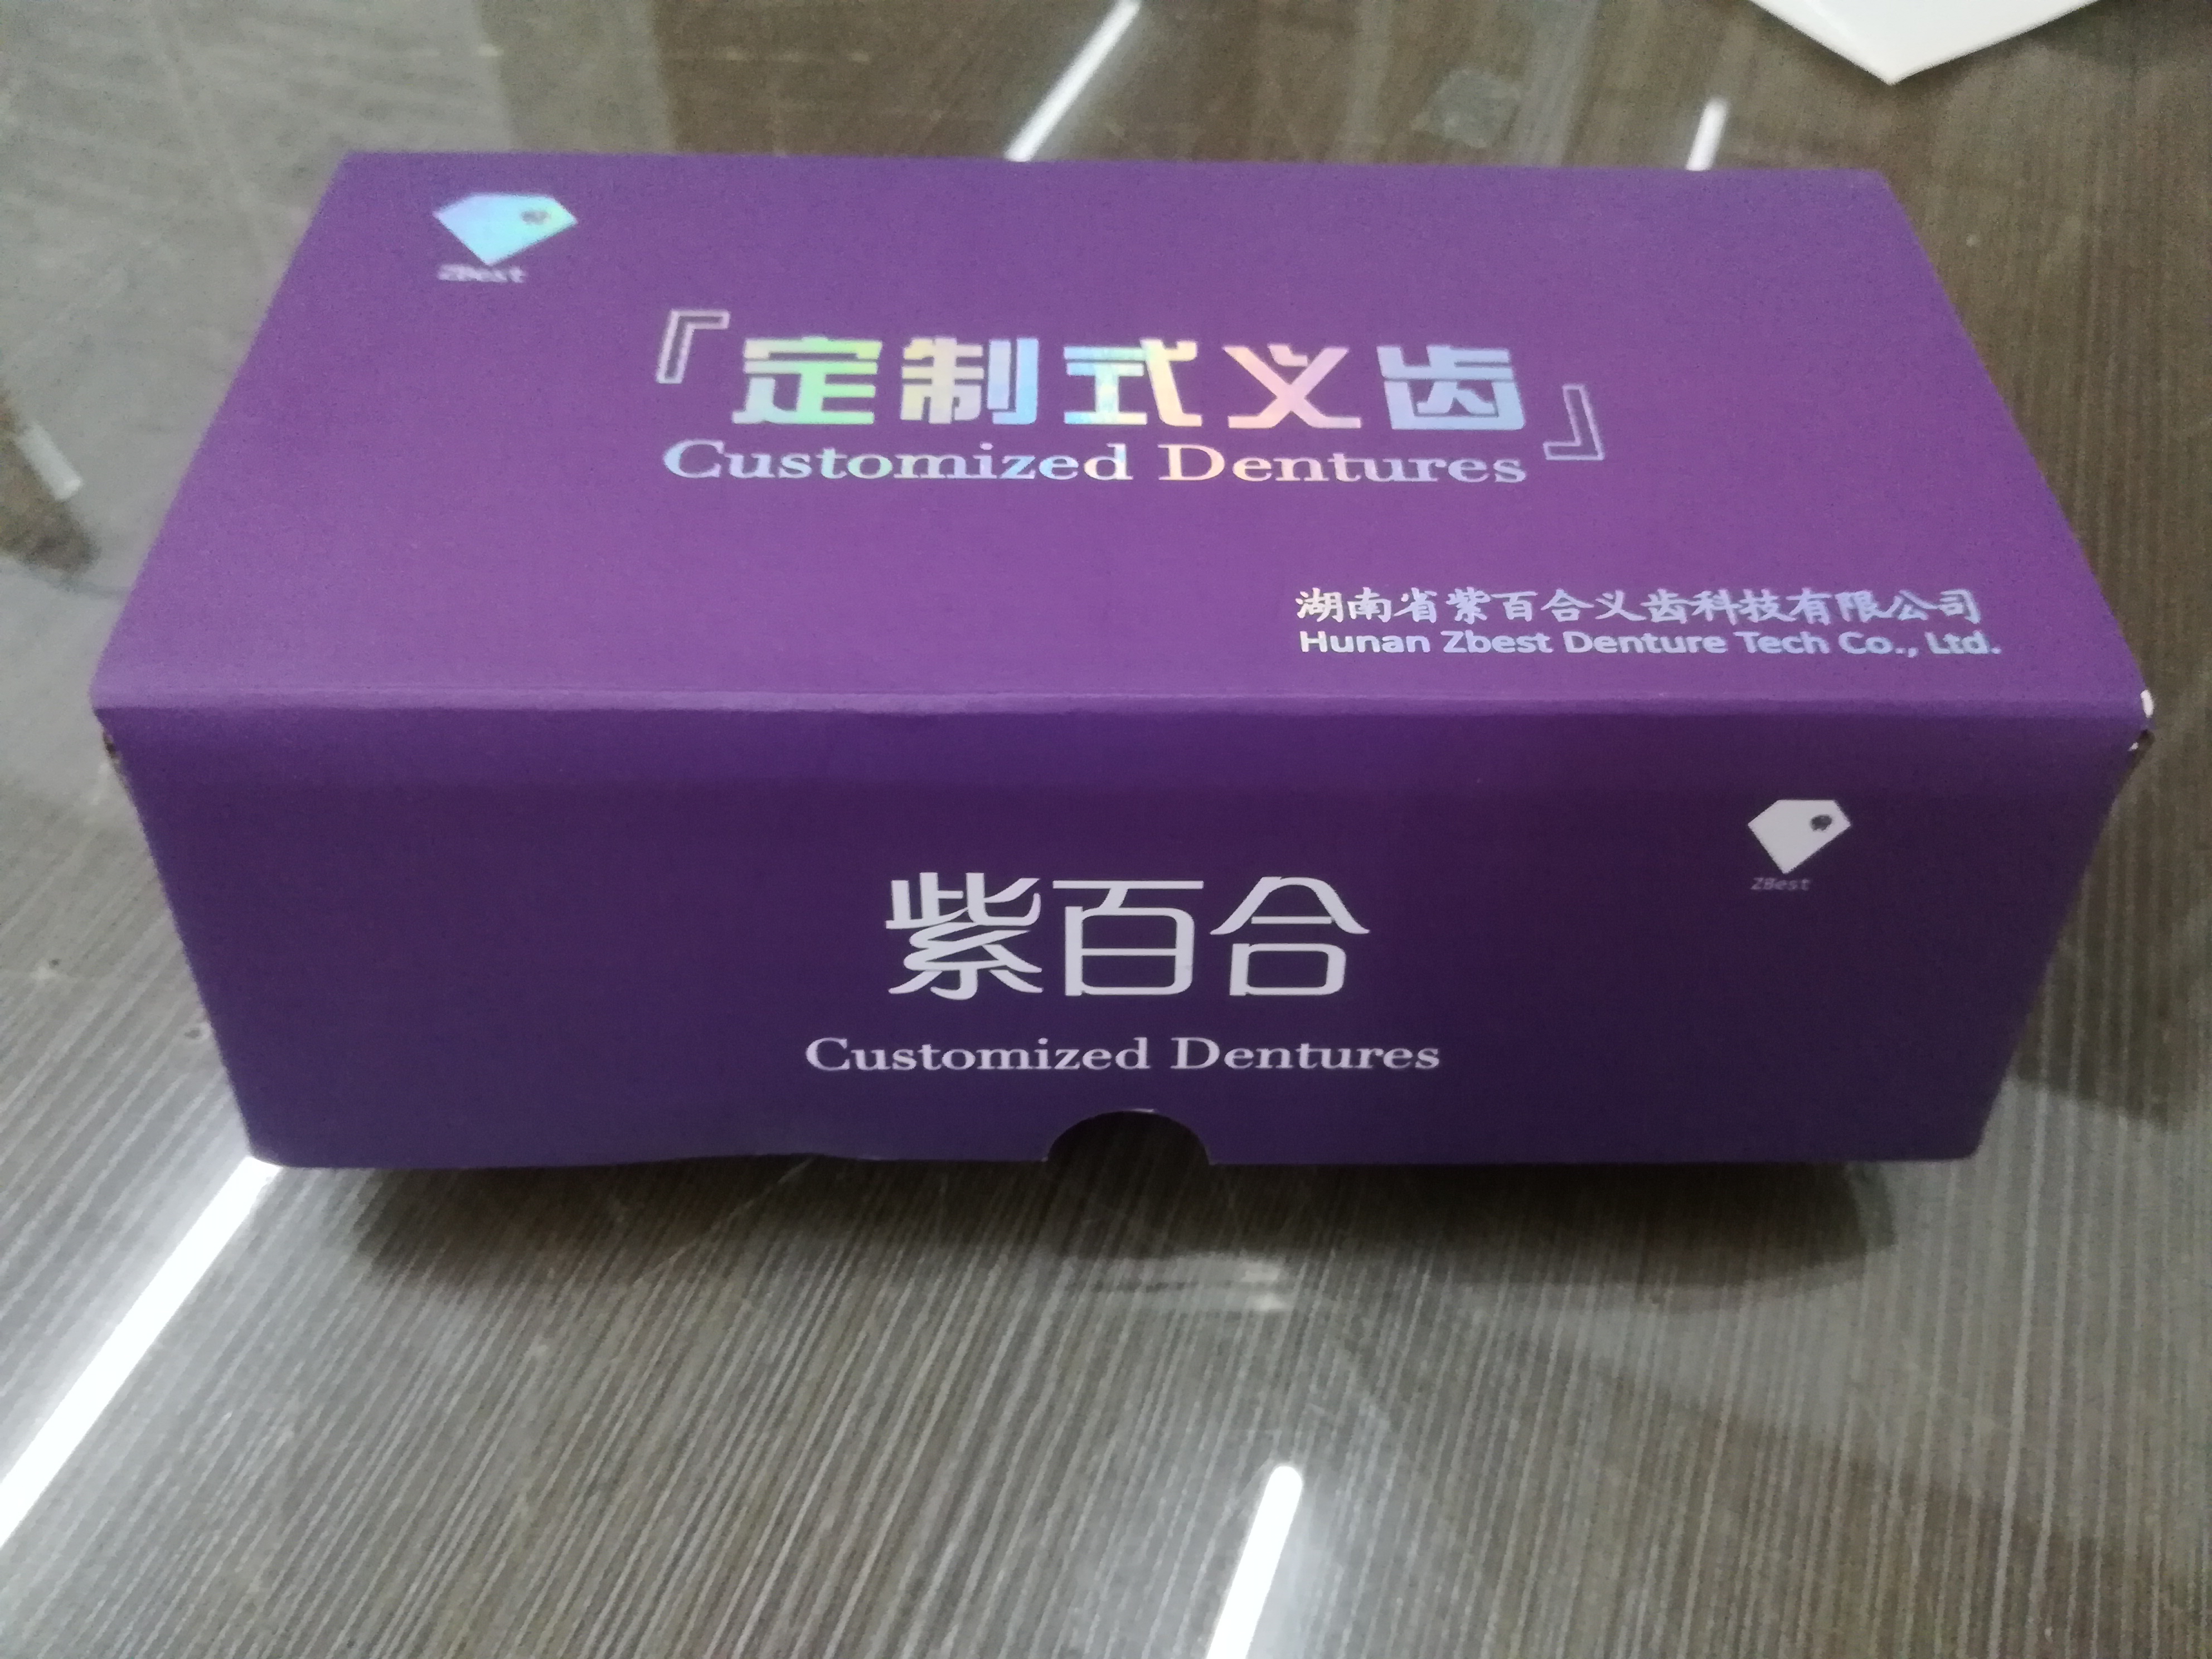 ZBest
『定制式义齿』
Customized Dentures
湖南省紫百合义齿科技有限公司
Hunan Zbest Denture Tech Co., Ltd.
ZBest
紫百合
Customized Dentures